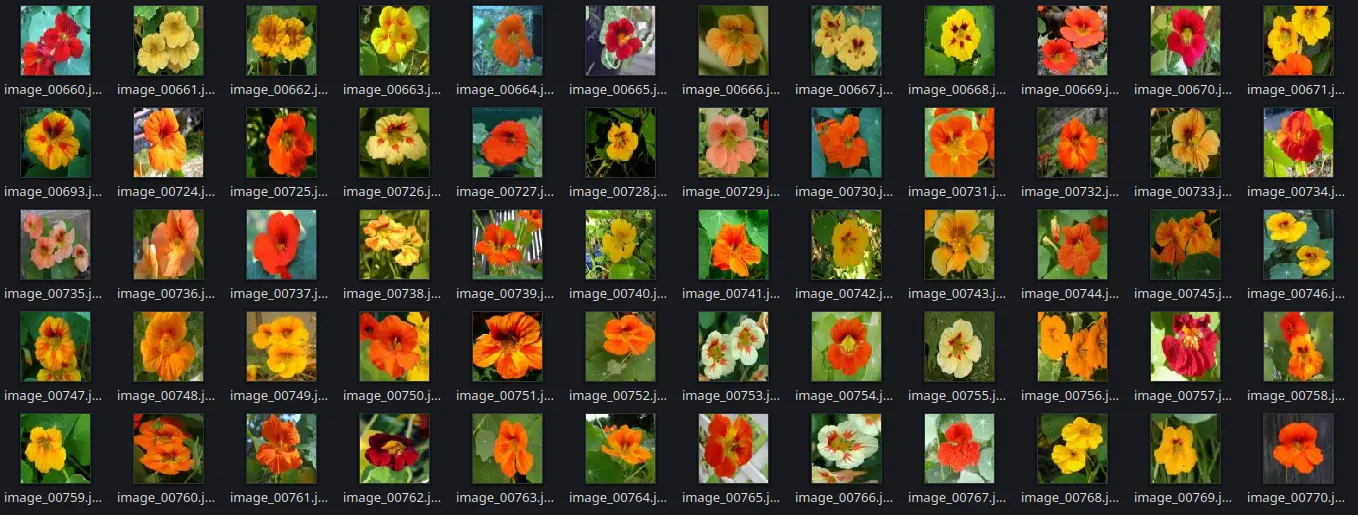 image_00660.j... image_00661.j... image_00662.j... image_00663.j... image_00664.j... image_00665.j... image_00666.j... image_00667.j... image_00668.j... image_00669.j... image_00670.j... image_00671.j...
image_00693.j... image_00724.j... image_00725.j... image_00726.j... image_00727.j... image_00728.j... image_00729.j... image_00730.j... image_00731.j... image_00732.j... image_00733.j... image_00734.j...
image_00735.j... image_00736.j... image_00737.j... image_00738.j... image_00739.j... image_00740.j... image_00741.j... image_00742.j... image_00743.j... image_00744.j... image_00745.j... image_00746.j...
image_00747.j... image_00748.j... image_00749.j... image_00750.j... image_00751.j... image_00752.j... image_00753.j... image_00754.j... image_00755.j... image_00756.j... image_00757.j... image_00758.j...
image_00759.j... image_00760.j... image_00761.j... image_00762.j... image_00763.j... image_00764.j... image_00765.j... image_00766.j... image_00767.j... image_00768.j... image_00769.j... image_00770.j...